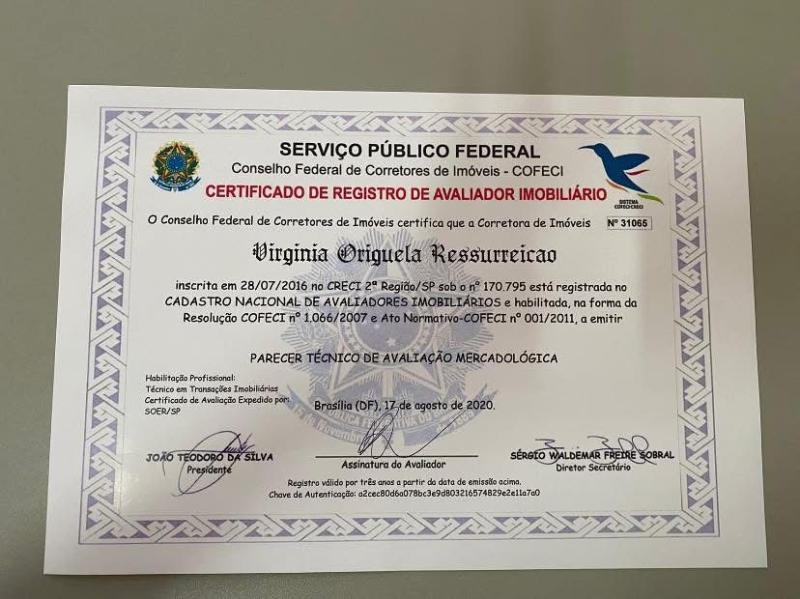 SERVIÇO PÚBLICO FEDERAL
Conselho Federal de Corretores de Imóveis - COFECI
CERTIFICADO DE REGISTRO DE AVALIADOR IMOBILIÁRIO
SISTEMA
COFECI-CRECI
O Conselho Federal de Corretores de Imóveis certifica que a Corretora de Imóveis
Nº 31065
Virginia Origuela Ressurreicao
inscrita em 28/07/2016 no CRECI 2ª Região/SP sob o nº 170.795 está registrada no
CADASTRO NACIONAL DE AVALIADORES IMOBILIÁRIOS e habilitada, na forma da
Resolução COFECI nº 1.066/2007 e Ato Normativo-COFECI nº 001/2011, a emitir
PARECER TÉCNICO DE AVALIAÇÃO MERCADOLÓGICA
Habilitação Profissional:
Técnico em Transações Imobiliárias
Certificado de Avaliação Expedido por:
SOER/SP
Brasília (DF), 17 de agosto de 2020.
JOÃO TEODORO DA SILVA
Presidente
Assinatura do Avaliador
SÉRGIO WALDEMAR FREIRE SOBRAL
Diretor Secretário
Registro válido por três anos a partir da data de emissão acima.
Chave de Autenticação: a2cec80d6a078bc3e9d803216574829e2e11a7a0